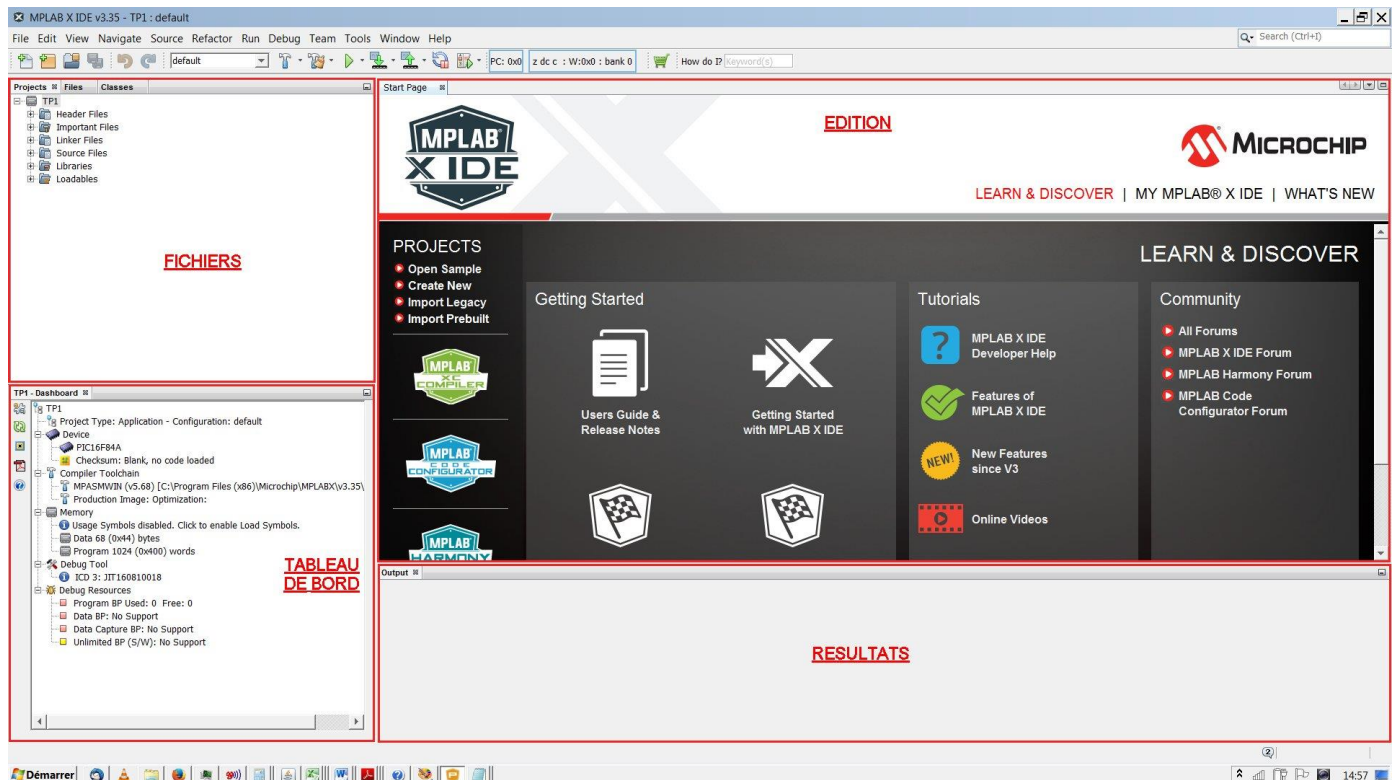 MPLAB X IDE v3.35 - TP1 : default
File Edit View Navigate Source Refactor Run Debug Team Tools Window Help
Search (Ctrl+I)
default
PC: 0x0
z dc c : W:0x0 : bank 0
How do I? Keyword(s)
Projects Files Classes
TP1
Header Files
Important Files
Linker Files
Source Files
Libraries
Loadables
FICHIERS
Start Page
MPLAB
X IDE
EDITION
MICROCHIP
LEARN & DISCOVER | MY MPLAB® X IDE | WHAT'S NEW
PROJECTS
Open Sample
Create New
Import Legacy
Import Prebuilt
MPLAB
XC
COMPILER
MPLAB
CODE
CONFIGURATOR
MPLAB
HARMONY
LEARN & DISCOVER
Getting Started
Users Guide &
Release Notes
Getting Started
with MPLAB X IDE
Tutorials
MPLAB X IDE
Developer Help
Features of
MPLAB X IDE
NEW!
New Features
since V3
Online Videos
Community
All Forums
MPLAB X IDE Forum
MPLAB Harmony Forum
MPLAB Code
Configurator Forum
TP1 - Dashboard
TP1
Project Type: Application - Configuration: default
Device
PIC16F84A
Checksum: Blank, no code loaded
Compiler Toolchain
MPASMWIN (v5.68) [C:\Program Files (x86)\Microchip\MPLABX\v3.35\
Production Image: Optimization:
Memory
Usage Symbols disabled. Click to enable Load Symbols.
Data 68 (0x44) bytes
Program 1024 (0x400) words
Debug Tool
ICD 3: JIT160810018
Debug Resources
Program BP Used: 0 Free: 0
Data BP: No Support
Data Capture BP: No Support
Unlimited BP (S/W): No Support
TABLEAU
DE BORD
Output
RESULTATS
2
Démarrer
14:57